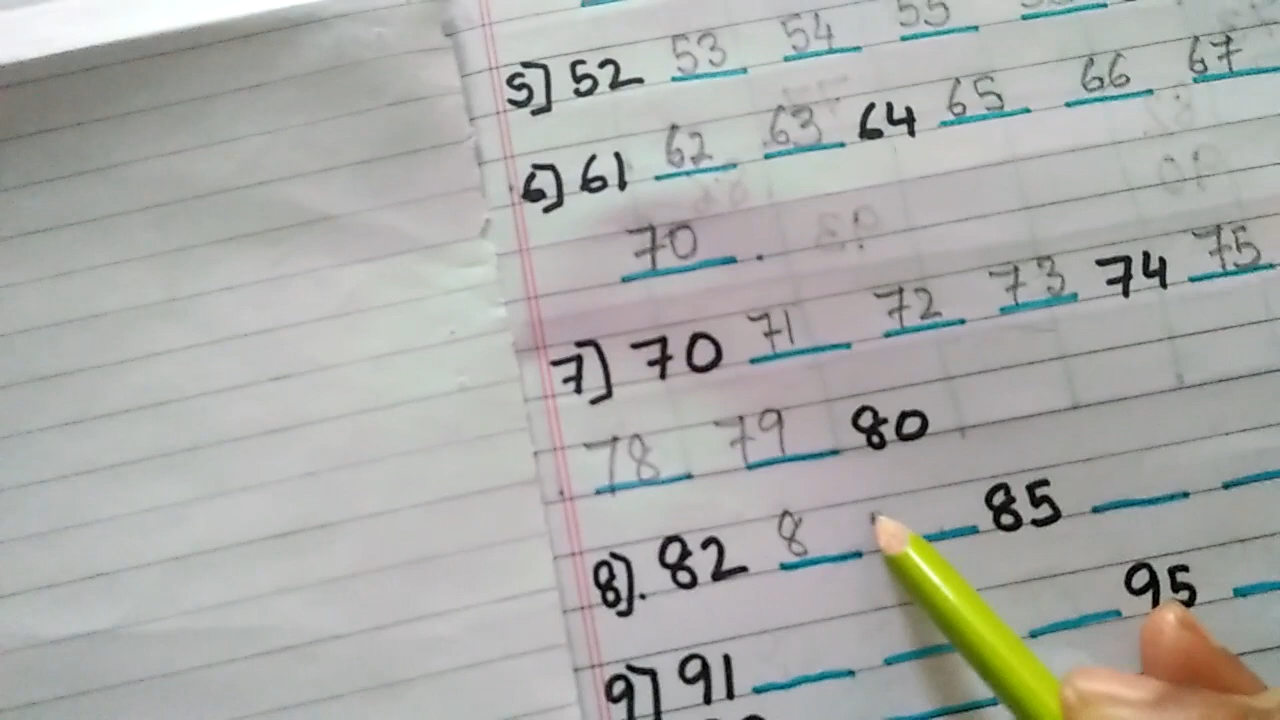 5] 52 53 54 55
6] 61 62 63 64 65 66 67
70 .
7] 70 71 72 73 74 75
78 79 80
8]. 82 8 85
9] 91 95